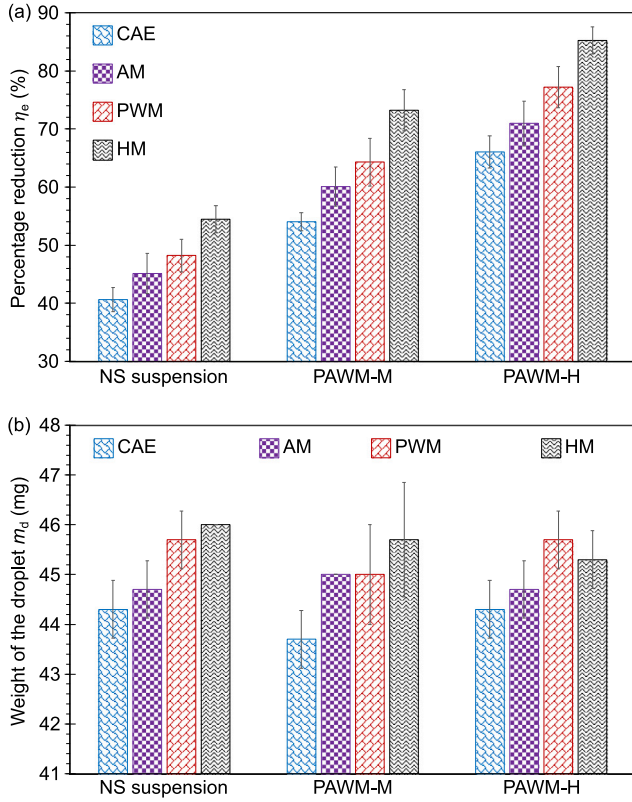 (a)
Percentage reduction ηe (%)
90
80
70
60
50
40
30
CAE
AM
PWM
HM
NS suspension PAWM-M PAWM-H
(b)
Weight of the droplet md (mg)
48
47
46
45
44
43
42
41
CAE AM PWM HM
NS suspension PAWM-M PAWM-H